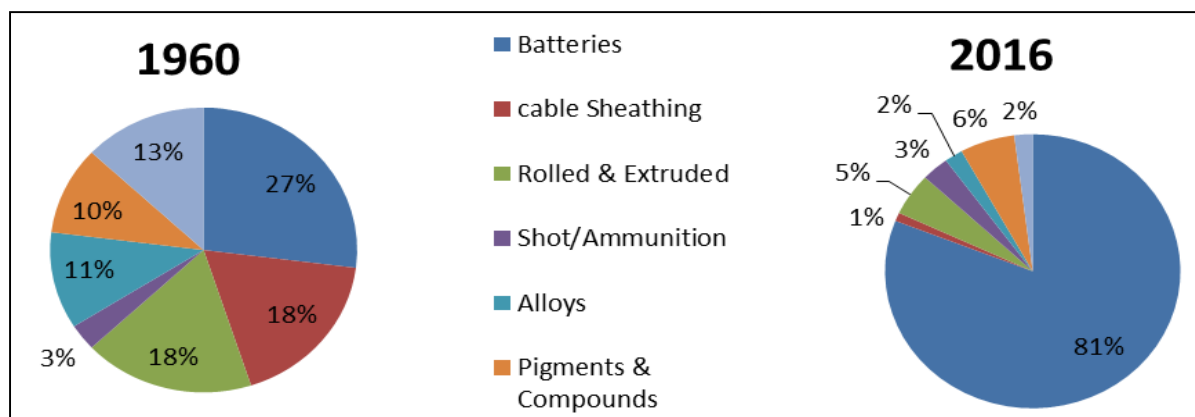 1960
13%
27%
10%
11%
18%
3%
18%
Batteries
cable Sheathing
Rolled & Extruded
Shot/Ammunition
Alloys
Pigments &
Compounds
2016
2%
6%
2%
3%
5%
1%
81%